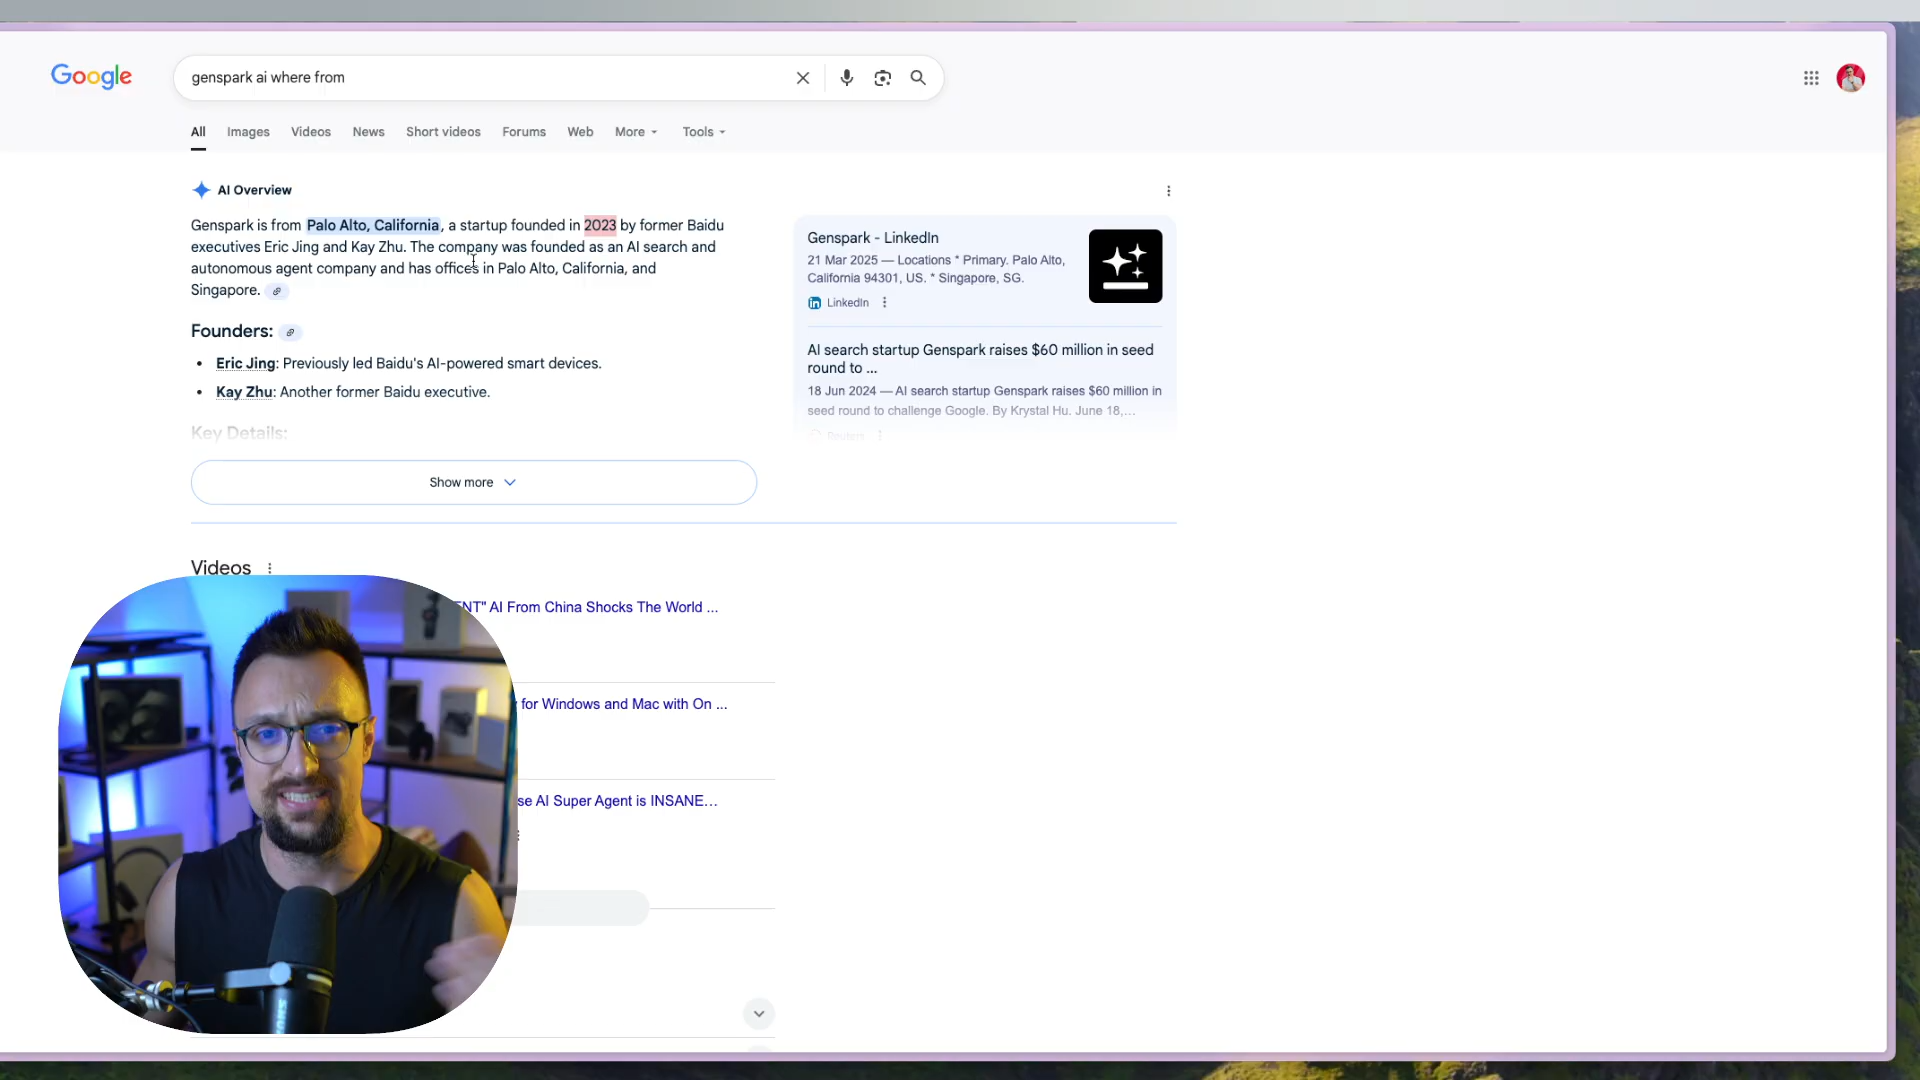 Google
genspark ai where from
All Images Videos News Short videos Forums Web More Tools
AI Overview
Genspark is from Palo Alto, California, a startup founded in 2023 by former Baidu
executives Eric Jing and Kay Zhu. The company was founded as an AI search and
autonomous agent company and has offices in Palo Alto, California, and
Singapore.
Founders:
• Eric Jing: Previously led Baidu's AI-powered smart devices.
• Kay Zhu: Another former Baidu executive.
Key Details:
Show more
Genspark - LinkedIn
21 Mar 2025 — Locations * Primary. Palo Alto,
California 94301, US. * Singapore, SG.
in LinkedIn
AI search startup Genspark raises $60 million in seed
round to ...
18 Jun 2024 — AI search startup Genspark raises $60 million in
seed round to challenge Google. By Krystal Hu. June 18,...
Reuters
Videos
ENT" AI From China Shocks The World ...
for Windows and Mac with On ...
se AI Super Agent is INSANE...